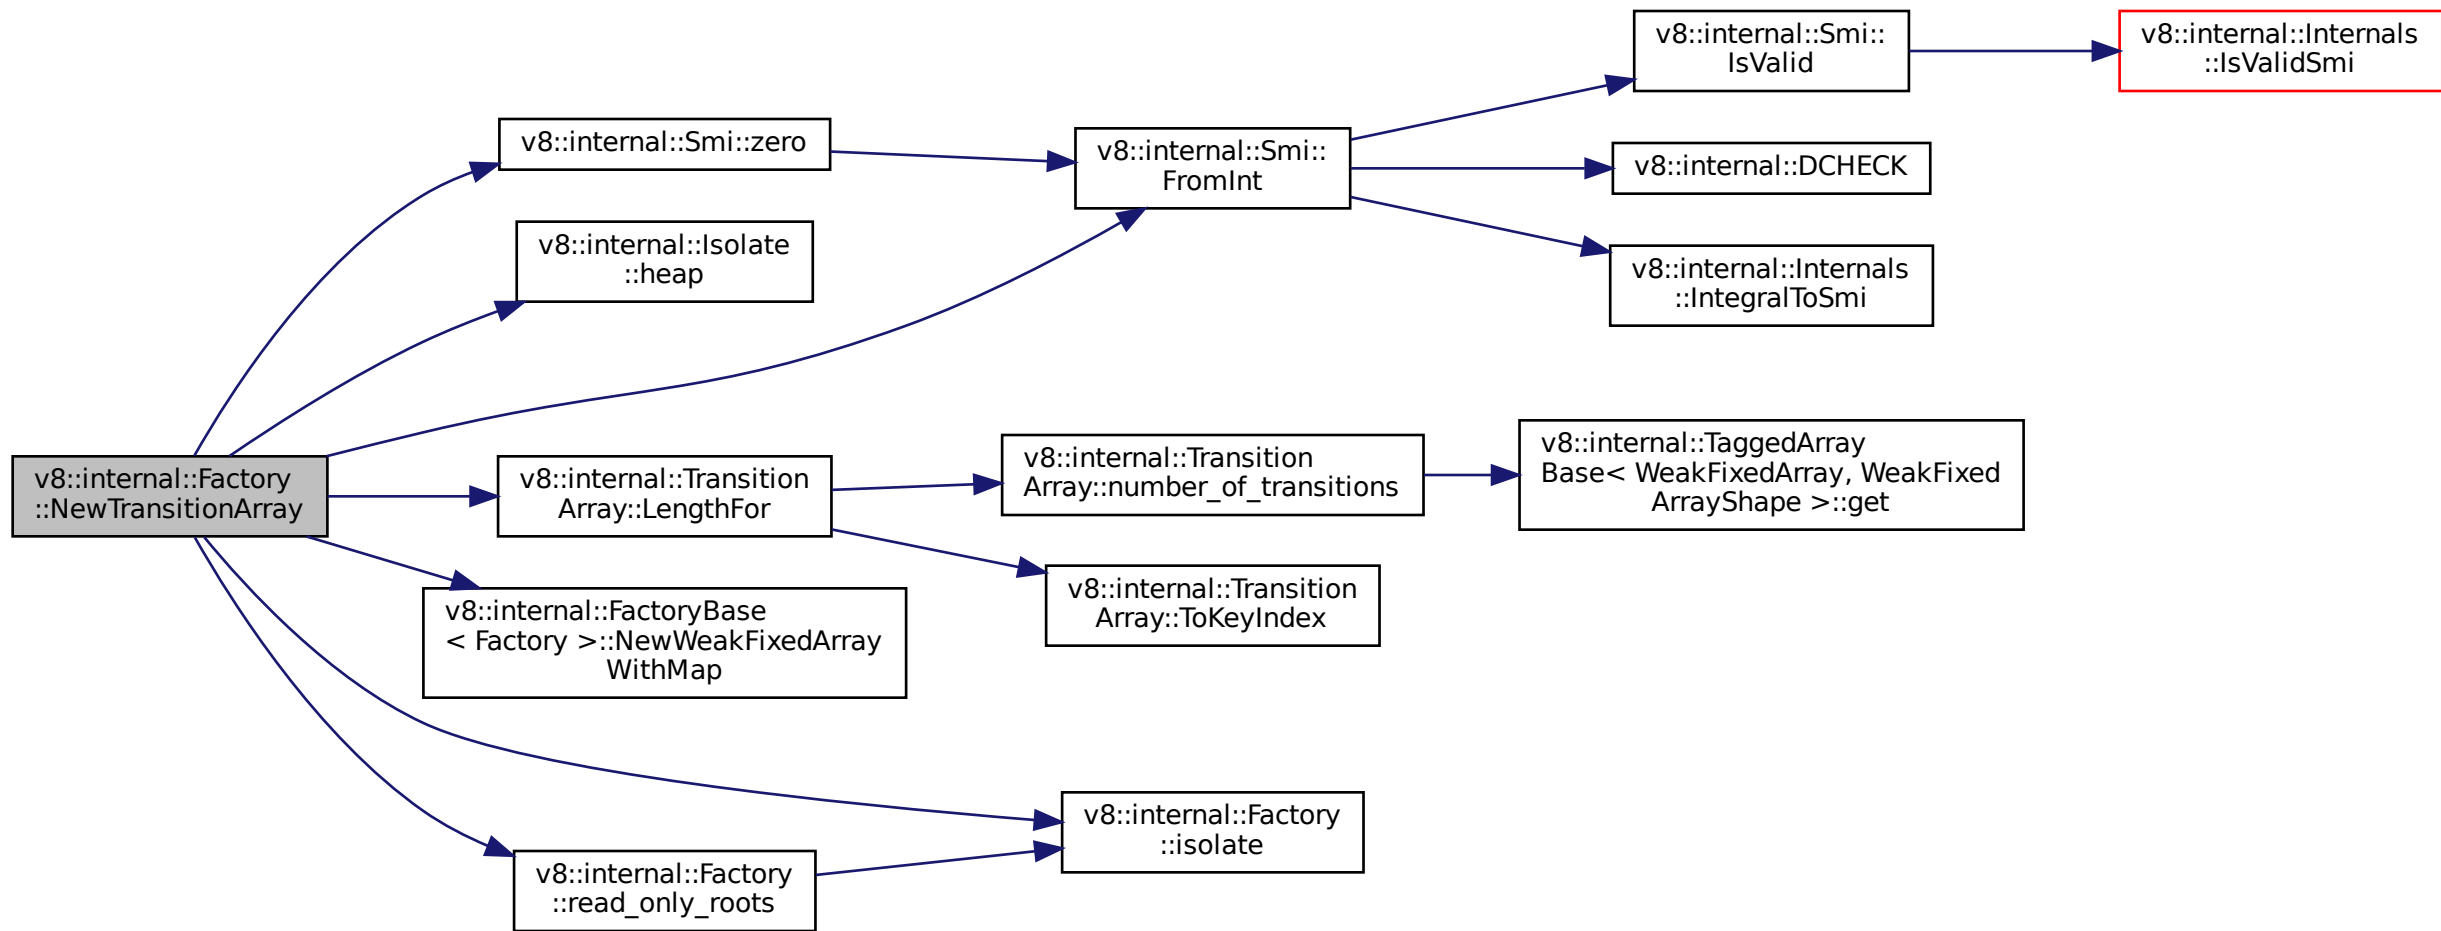 v8::internal::Factory
::NewTransitionArray
v8::internal::Smi::zero
v8::internal::Isolate
::heap
v8::internal::Smi::
FromInt
v8::internal::Smi::
IsValid
v8::internal::Internals
::IsValidSmi
v8::internal::DCHECK
v8::internal::Internals
::IntegralToSmi
v8::internal::Transition
Array::LengthFor
v8::internal::Transition
Array::number_of_transitions
v8::internal::TaggedArray
Base< WeakFixedArray, WeakFixed
ArrayShape >::get
v8::internal::Transition
Array::ToKeyIndex
v8::internal::FactoryBase
< Factory >::NewWeakFixedArray
WithMap
v8::internal::Factory
::isolate
v8::internal::Factory
::read_only_roots